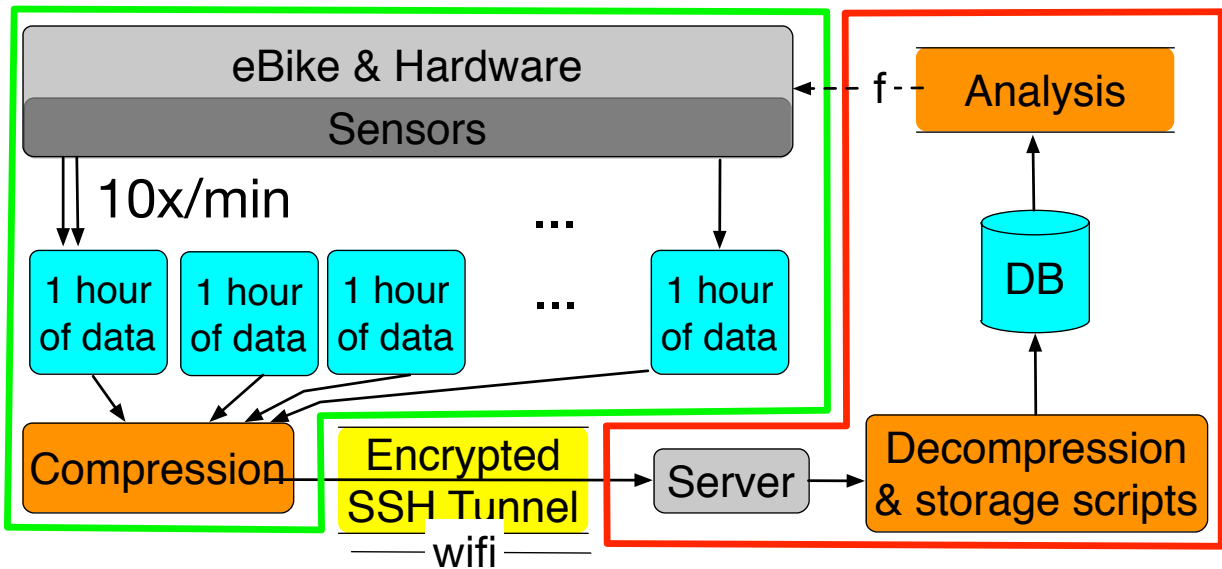 eBike & Hardware
Sensors
f
Analysis
10x/min
...
1 hour
of data
1 hour
of data
1 hour
of data
...
1 hour
of data
DB
Compression
Encrypted
SSH Tunnel
wifi
Server
Decompression
& storage scripts